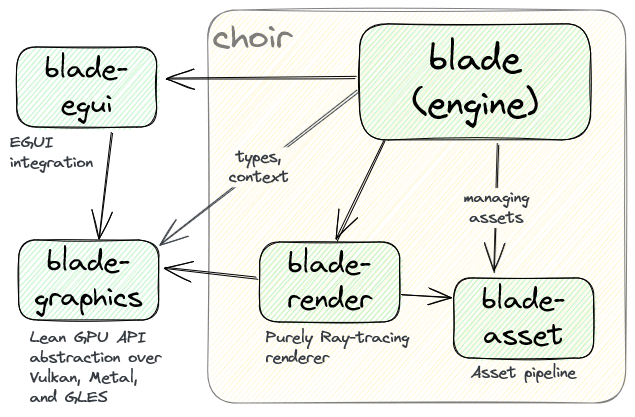 choir
blade
(engine)
blade-
egui
EGUI
integration
types,
context
managing
assets
blade-
graphics
Lean GPU API
abstraction over
Vulkan, Metal,
and GLES
blade-
render
Purely Ray-tracing
renderer
blade-
asset
Asset pipeline